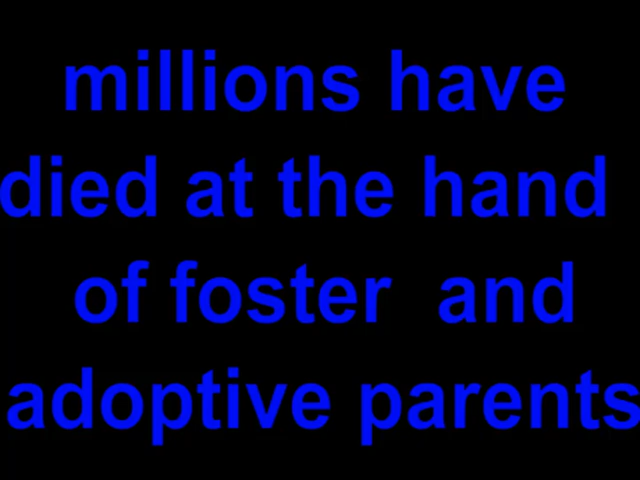 millions have
died at the hand
of foster and
adoptive parents